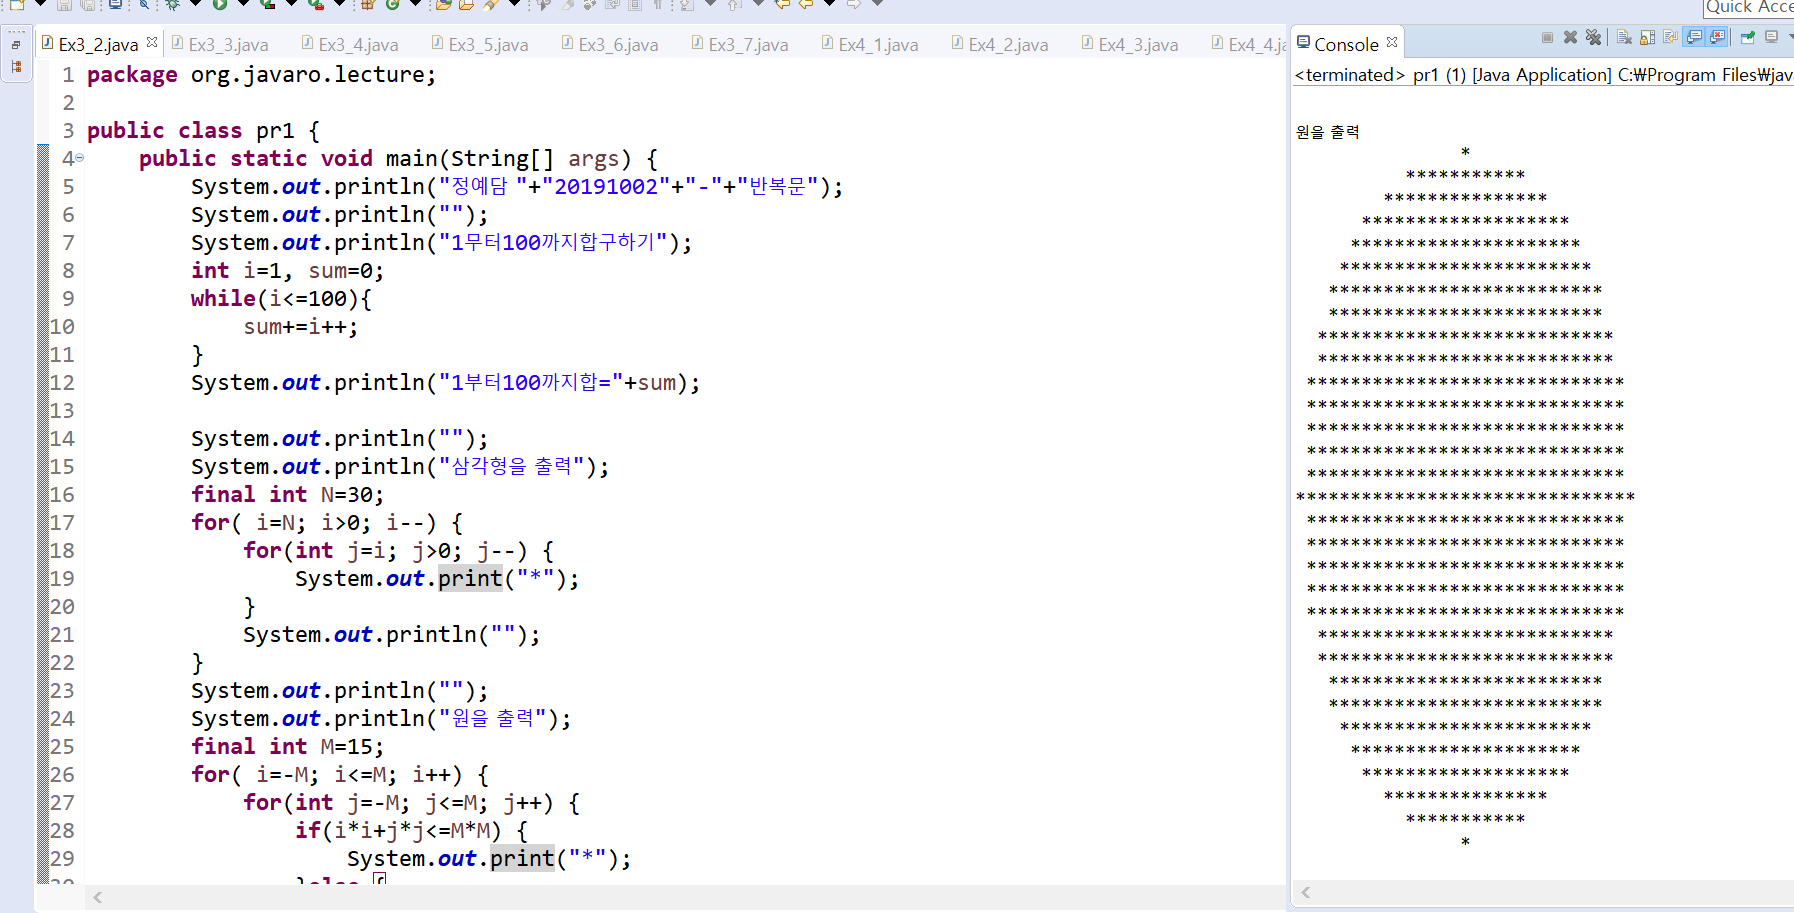 Quick Acce
Ex3_2.java Ex3_3.java Ex3_4.java Ex3_5.java Ex3_6.java Ex3_7.java Ex4_1.java Ex4_2.java Ex4_3.java Ex4_4.ja
1 package org.javaro.lecture;
2
3 public class pr1 {
4 public static void main(String[] args) {
5 System.out.println("정예담 "+"20191002"+"-"+"반복문");
6 System.out.println("");
7 System.out.println("1무터100까지합구하기");
8 int i=1, sum=0;
9 while(i<=100){
10 sum+=i++;
11 }
12 System.out.println("1부터100까지합="+sum);
13
14 System.out.println("");
15 System.out.println("삼각형을 출력");
16 final int N=30;
17 for( i=N; i>0; i--) {
18 for(int j=i; j>0; j--) {
19 System.out.print("*");
20 }
21 System.out.println("");
22 }
23 System.out.println("");
24 System.out.println("원을 출력");
25 final int M=15;
26 for( i=-M; i<=M; i++) {
27 for(int j=-M; j<=M; j++) {
28 if(i*i+j*j<=M*M) {
29 System.out.print("*");
30 }else {
Console
<terminated> pr1 (1) [Java Application] C:₩Program Files₩jav
원을 출력
*
***********
***************
*******************
*********************
***********************
*************************
*************************
***************************
***************************
*****************************
*****************************
*****************************
*****************************
*****************************
*******************************
*****************************
*****************************
*****************************
*****************************
*****************************
***************************
***************************
*************************
*************************
***********************
*********************
*******************
***************
***********
*